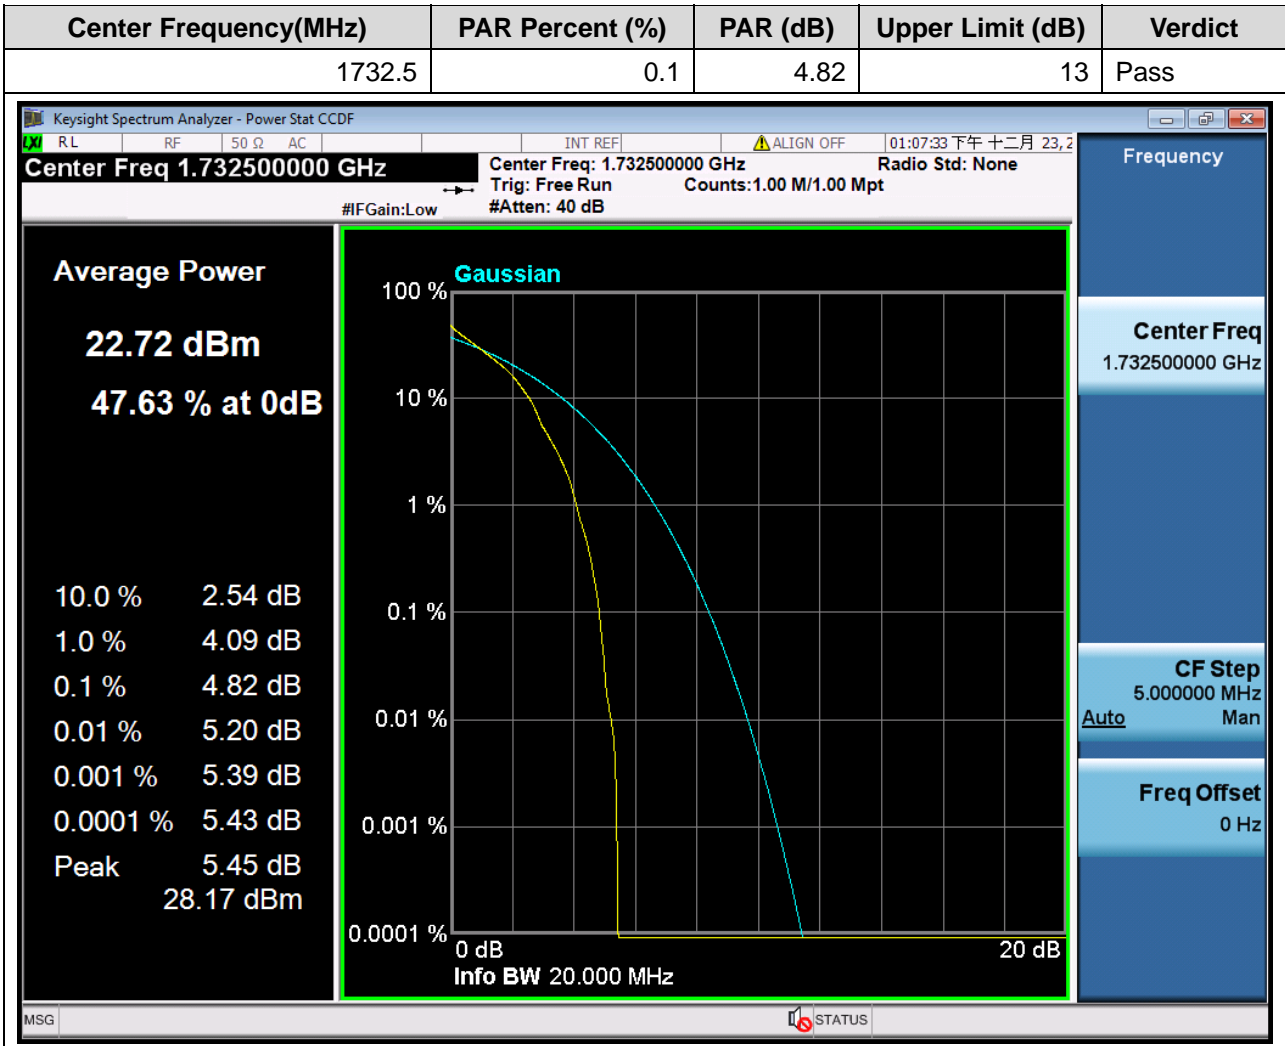 Center Frequency(MHz) PAR Percent (%) PAR (dB) Upper Limit (dB) Verdict
1732.5 0.1 4.82 13 Pass
Keysight Spectrum Analyzer - Power Stat CCDF
LXI RL RF 50 Ω AC INT REF ALIGN OFF 01:07:33 下午 十二月 23, 2
Center Freq 1.732500000 GHz
Center Freq: 1.732500000 GHz Radio Std: None
Trig: Free Run Counts:1.00 M/1.00 Mpt
#IFGain:Low #Atten: 40 dB
Frequency
Average Power
22.72 dBm
47.63 % at 0dB
10.0 % 2.54 dB
1.0 % 4.09 dB
0.1 % 4.82 dB
0.01 % 5.20 dB
0.001 % 5.39 dB
0.0001 % 5.43 dB
Peak 5.45 dB
28.17 dBm
Gaussian
100 %
10 %
1 %
0.1 %
0.01 %
0.001 %
0.0001 %
0 dB 20 dB
Info BW 20.000 MHz
Center Freq
1.732500000 GHz
CF Step
5.000000 MHz
Auto Man
Freq Offset
0 Hz
MSG STATUS